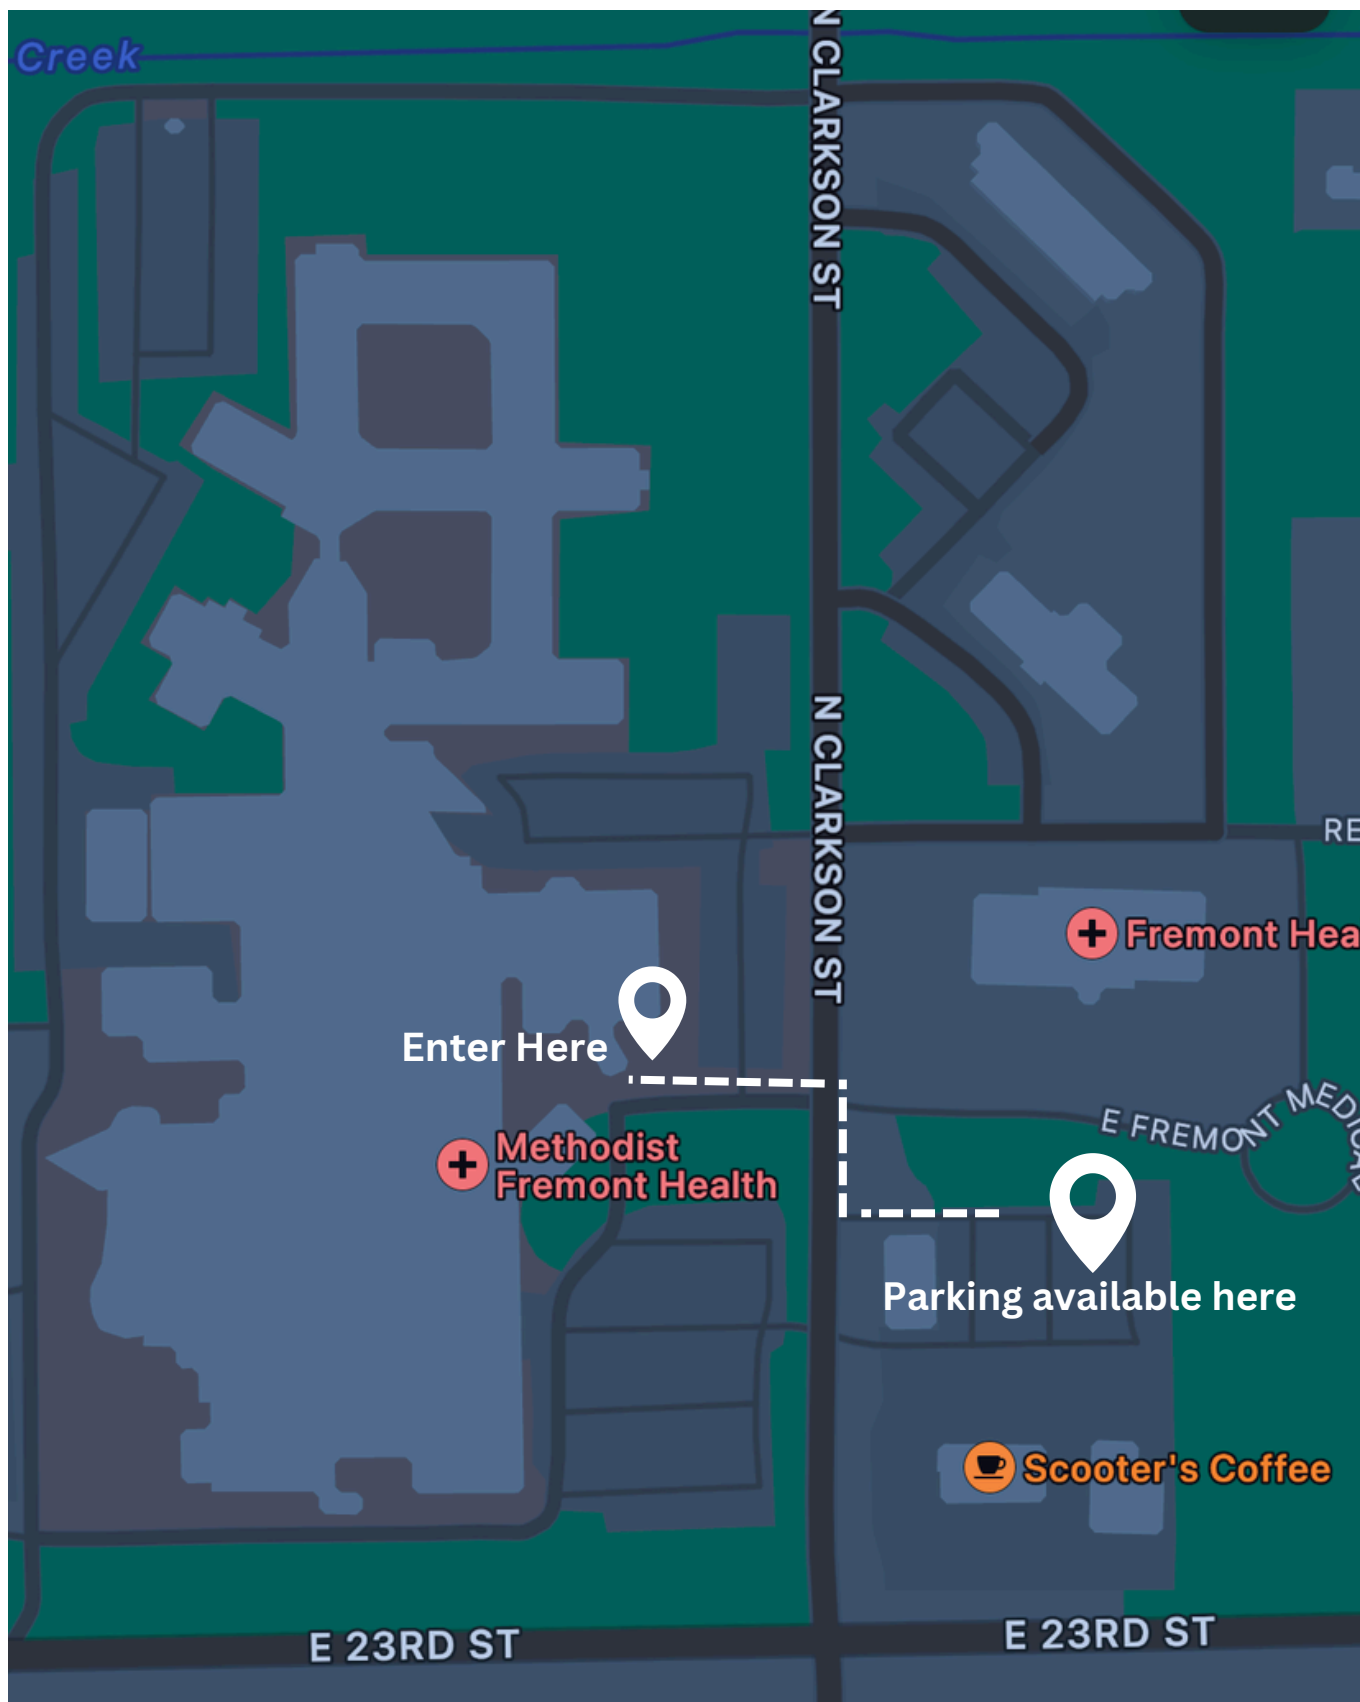 Creek
N CLARKSON ST
N CLARKSON ST
RE
Fremont Hea
Enter Here
E FREMONT MEDICAL
Methodist
Fremont Health
Parking available here
Scooter's Coffee
E 23RD ST
E 23RD ST